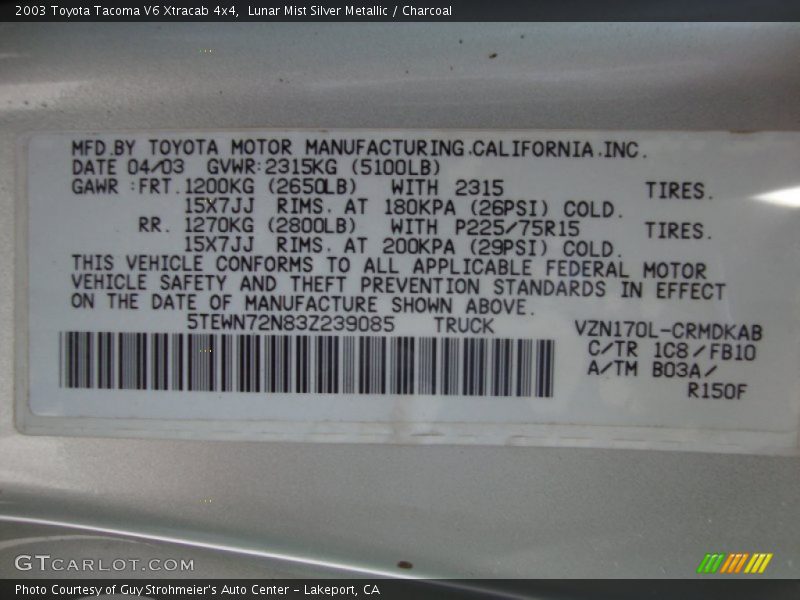 2003 Toyota Tacoma V6 Xtracab 4x4,  Lunar Mist Silver Metallic / Charcoal
MFD.BY TOYOTA MOTOR MANUFACTURING.CALIFORNIA.INC.
DATE 04/03  GVWR:2315KG (5100LB)
GAWR :FRT.1200KG (2650LB)  WITH 2315  TIRES.
15X7JJ  RIMS. AT 180KPA (26PSI) COLD.
RR. 1270KG (2800LB)  WITH P225/75R15  TIRES.
15X7JJ  RIMS. AT 200KPA (29PSI) COLD.
THIS VEHICLE CONFORMS TO ALL APPLICABLE FEDERAL MOTOR
VEHICLE SAFETY AND THEFT PREVENTION STANDARDS IN EFFECT
ON THE DATE OF MANUFACTURE SHOWN ABOVE.
5TEWN72N83Z239085  TRUCK  VZN170L-CRMDKAB
C/TR 1C8/FB10
A/TM B03A/
R150F
GTCARLOT.COM
Photo Courtesy of Guy Strohmeier's Auto Center - Lakeport, CA